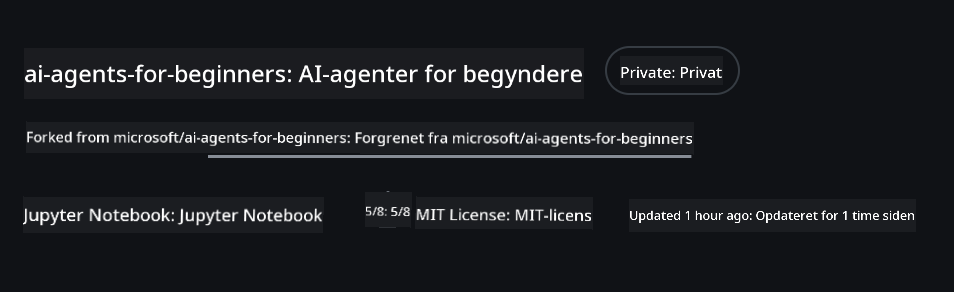 ai-agents-for-beginners: AI-agenter for begyndere Private: Privat
Forked from microsoft/ai-agents-for-beginners: Forgrenet fra microsoft/ai-agents-for-beginners
Jupyter Notebook: Jupyter Notebook 5/8: 5/8 MIT License: MIT-licens Updated 1 hour ago: Opdateret for 1 time siden